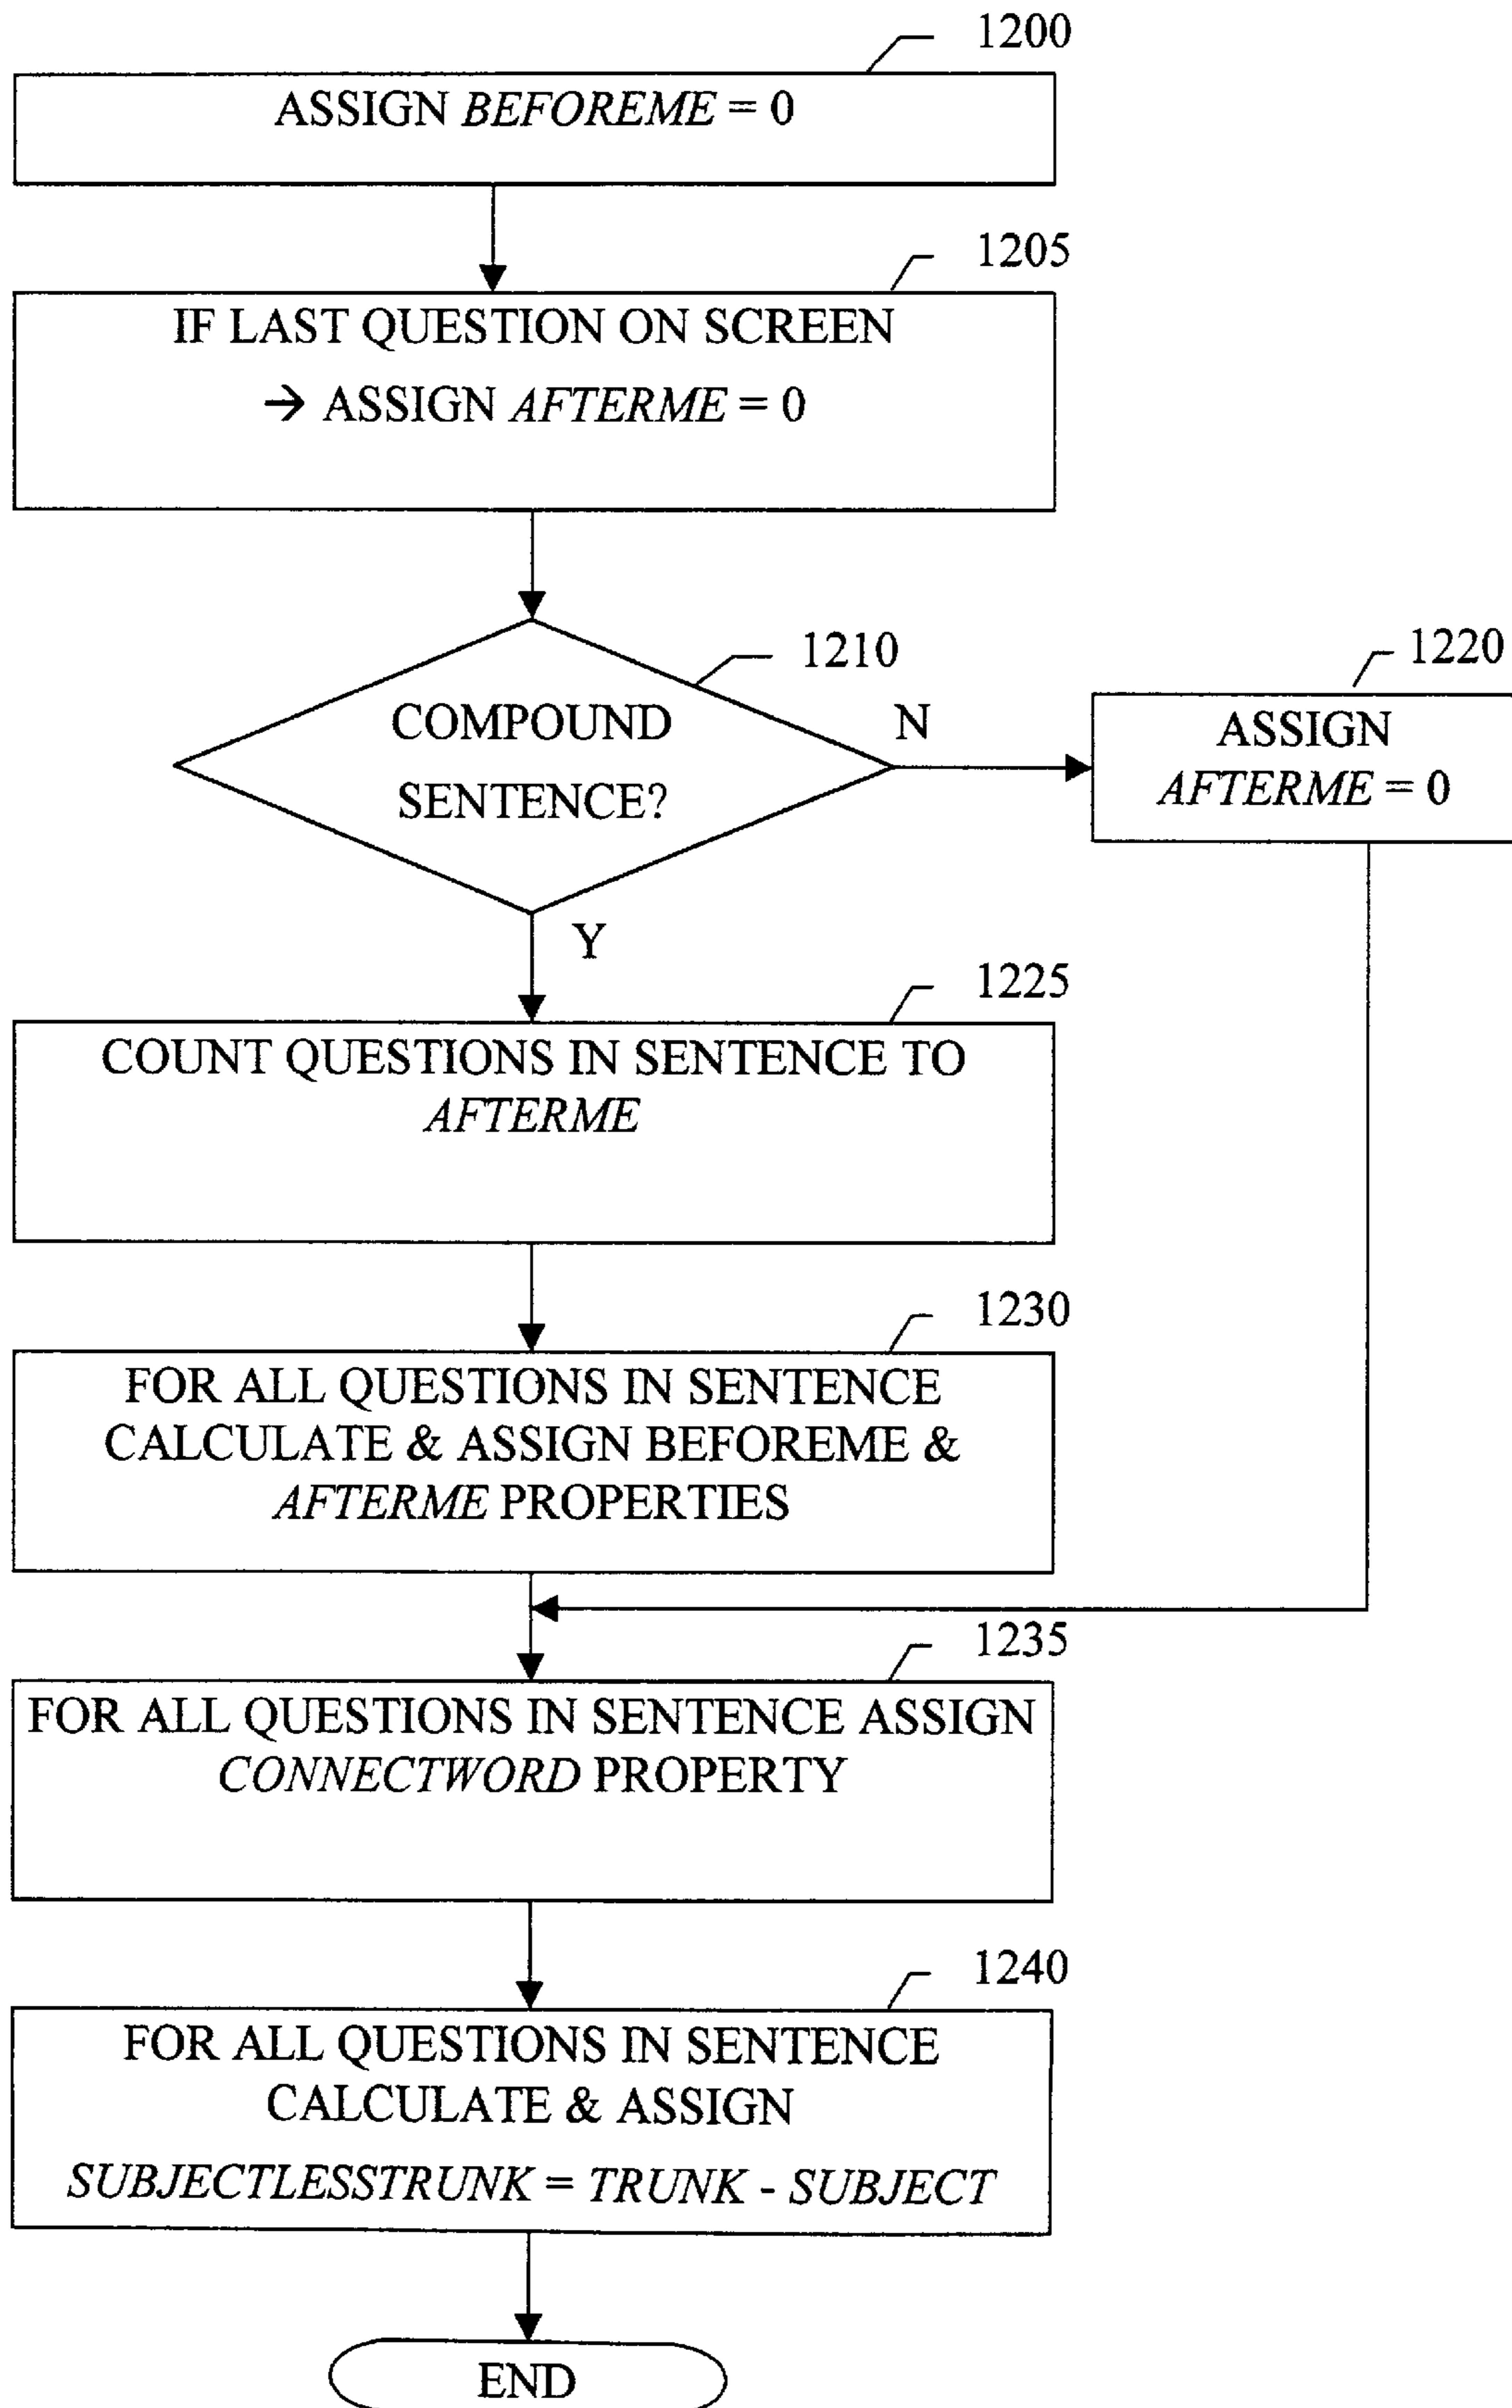 1200
ASSIGN BEFOREME = 0
1205
IF LAST QUESTION ON SCREEN
→ ASSIGN AFTERME = 0
1210
COMPOUND
SENTENCE?
N
1220
ASSIGN
AFTERME = 0
Y
1225
COUNT QUESTIONS IN SENTENCE TO
AFTERME
1230
FOR ALL QUESTIONS IN SENTENCE
CALCULATE & ASSIGN BEFOREME &
AFTERME PROPERTIES
1235
FOR ALL QUESTIONS IN SENTENCE ASSIGN
CONNECTWORD PROPERTY
1240
FOR ALL QUESTIONS IN SENTENCE
CALCULATE & ASSIGN
SUBJECTLESSTRUNK = TRUNK - SUBJECT
END